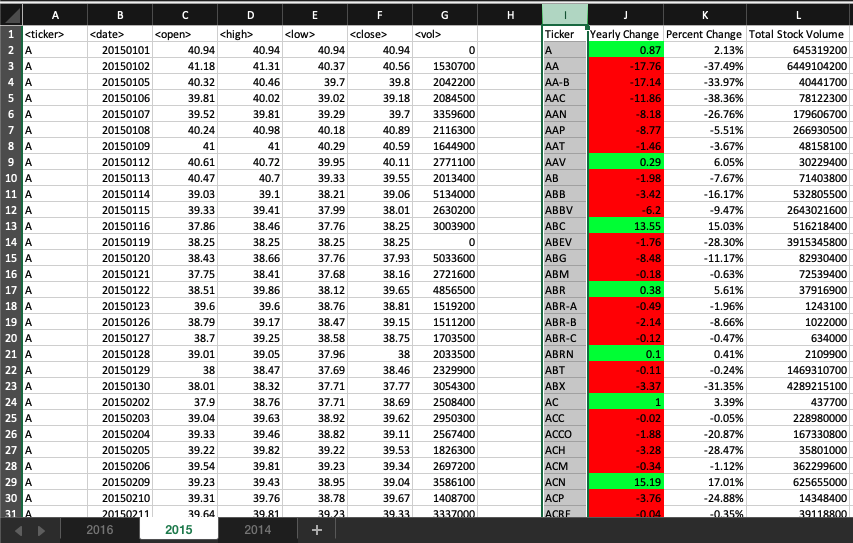 A B C D E F G H I J K L
1 <ticker> <date> <open> <high> <low> <close> <vol> Ticker Yearly Change Percent Change Total Stock Volume
2 A 20150101 40.94 40.94 40.94 40.94 0 A 0.87 2.13% 645319200
3 A 20150102 41.18 41.31 40.37 40.56 1530700 AA -17.76 -37.49% 6449104200
4 A 20150105 40.32 40.46 39.7 39.8 2042200 AA-B -17.14 -33.97% 40441700
5 A 20150106 39.81 40.02 39.02 39.18 2084500 AAC -11.86 -38.36% 78122300
6 A 20150107 39.52 39.81 39.29 39.7 3359600 AAN -8.18 -26.76% 179606700
7 A 20150108 40.24 40.98 40.18 40.89 2116300 AAP -8.77 -5.51% 266930500
8 A 20150109 41 41 40.29 40.59 1644900 AAT -1.46 -3.67% 48158100
9 A 20150112 40.61 40.72 39.95 40.11 2771100 AAV 0.29 6.05% 30229400
10 A 20150113 40.47 40.7 39.33 39.55 2013400 AB -1.98 -7.67% 71403800
11 A 20150114 39.03 39.1 38.21 39.06 5134000 ABB -3.42 -16.17% 532805500
12 A 20150115 39.33 39.41 37.99 38.01 2630200 ABBV -6.2 -9.47% 2643021600
13 A 20150116 37.86 38.46 37.76 38.25 3003900 ABC 13.55 15.03% 516218400
14 A 20150119 38.25 38.25 38.25 38.25 0 ABEV -1.76 -28.30% 3915345800
15 A 20150120 38.43 38.66 37.76 37.93 5033600 ABG -8.48 -11.17% 82930400
16 A 20150121 37.75 38.41 37.68 38.16 2721600 ABM -0.18 -0.63% 72539400
17 A 20150122 38.51 39.86 38.12 39.65 4856500 ABR 0.38 5.61% 37916900
18 A 20150123 39.6 39.6 38.76 38.81 1519200 ABR-A -0.49 -1.96% 1243100
19 A 20150126 38.79 39.17 38.47 39.15 1511200 ABR-B -2.14 -8.66% 1022000
20 A 20150127 38.7 39.25 38.58 38.75 1703500 ABR-C -0.12 -0.47% 634000
21 A 20150128 39.01 39.05 37.96 38 2033500 ABRN 0.1 0.41% 2109900
22 A 20150129 38 38.47 37.69 38.46 2329900 ABT -0.11 -0.24% 1469310700
23 A 20150130 38.01 38.32 37.71 37.77 3054300 ABX -3.37 -31.35% 4289215100
24 A 20150202 37.9 38.76 37.71 38.69 2508400 AC 1 3.39% 437700
25 A 20150203 39.04 39.63 38.92 39.62 2950300 ACC -0.02 -0.05% 228980000
26 A 20150204 39.33 39.46 38.82 39.11 2567400 ACCO -1.88 -20.87% 167330800
27 A 20150205 39.22 39.82 39.22 39.53 1826300 ACH -3.28 -28.47% 35801000
28 A 20150206 39.54 39.81 39.23 39.34 2697200 ACM -0.34 -1.12% 362299600
29 A 20150209 39.23 39.43 38.95 39.04 3586100 ACN 15.19 17.01% 625655000
30 A 20150210 39.31 39.76 38.78 39.67 1408700 ACP -3.76 -24.88% 14348400
31 A 20150211 39.64 39.81 39.23 39.33 3337000 ACRE -0.04 -0.35% 39118800
2016 2015 2014 +